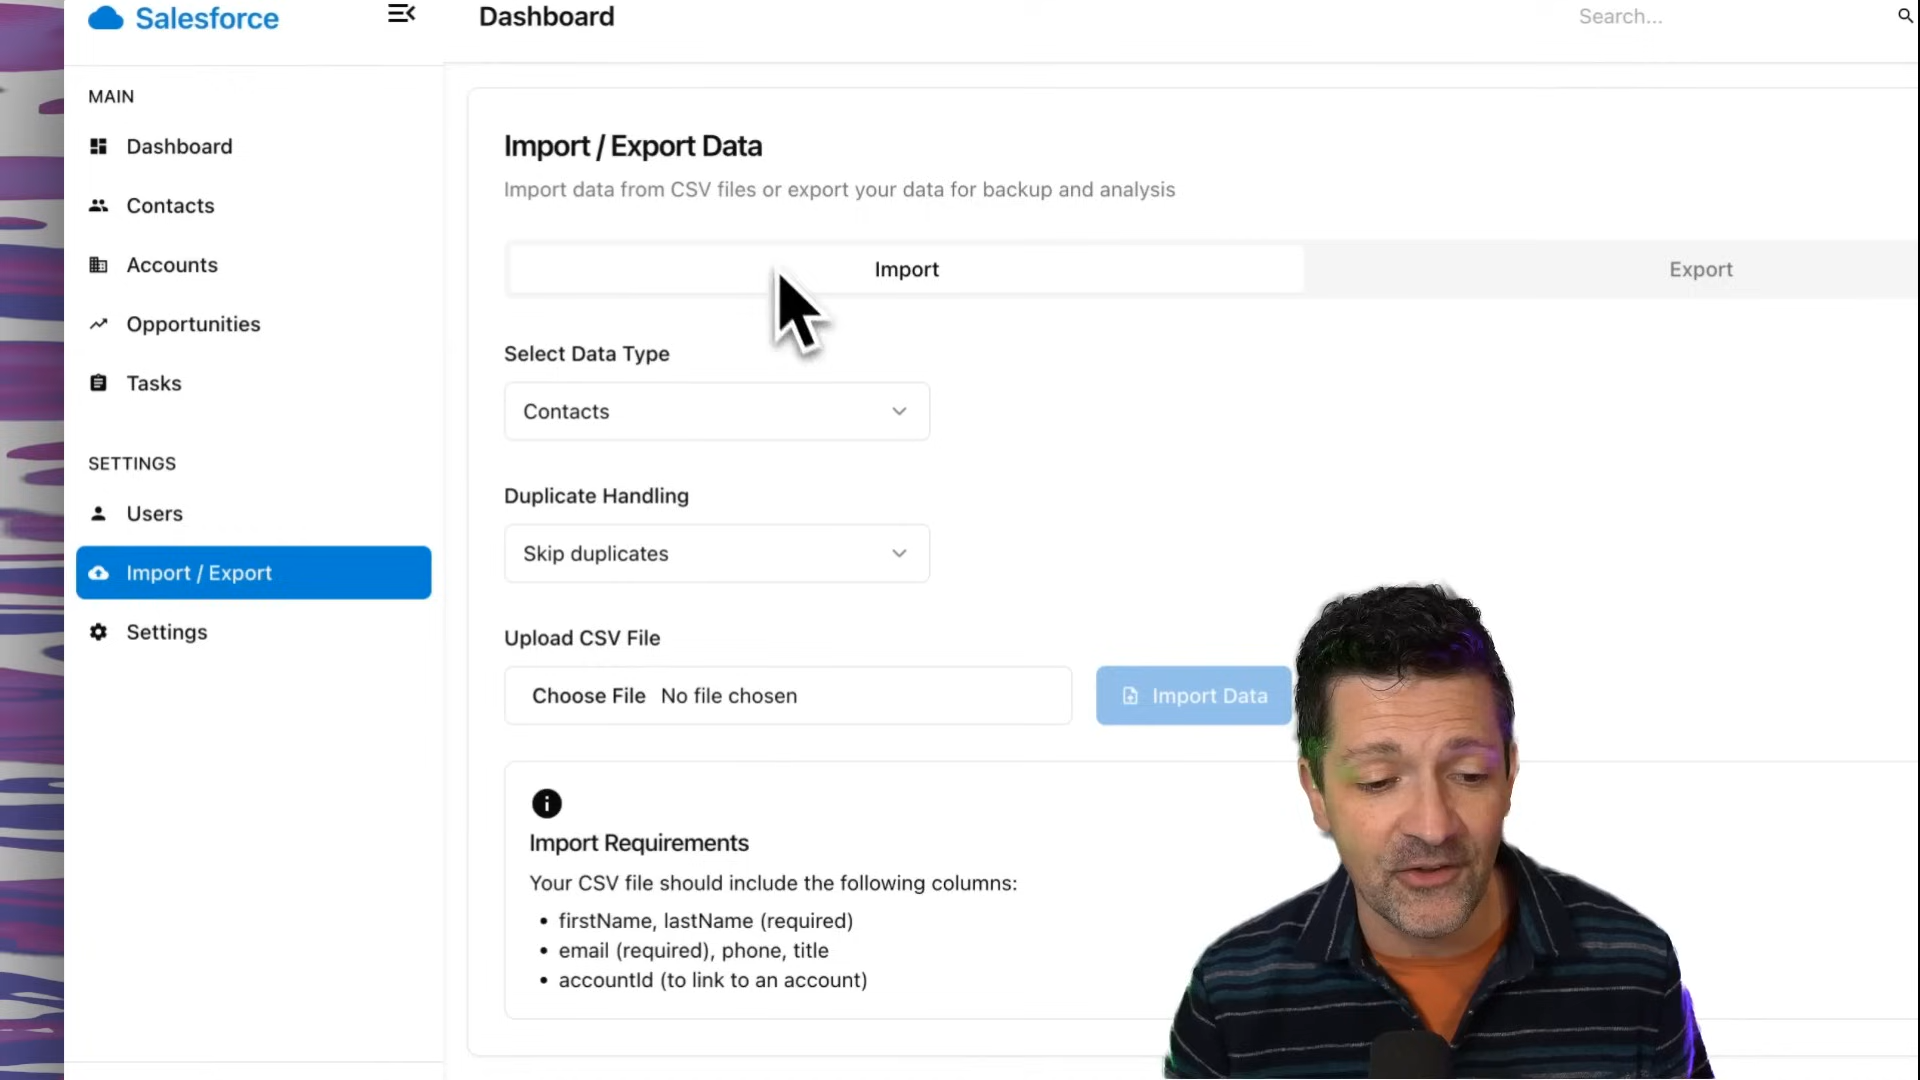 Salesforce
Dashboard
Search...
MAIN
Dashboard
Contacts
Accounts
Opportunities
Tasks
SETTINGS
Users
Import / Export
Settings
Import / Export Data
Import data from CSV files or export your data for backup and analysis
Import
Export
Select Data Type
Contacts
Duplicate Handling
Skip duplicates
Upload CSV File
Choose File No file chosen
Import Data
Import Requirements
Your CSV file should include the following columns:
• firstName, lastName (required)
• email (required), phone, title
• accountId (to link to an account)